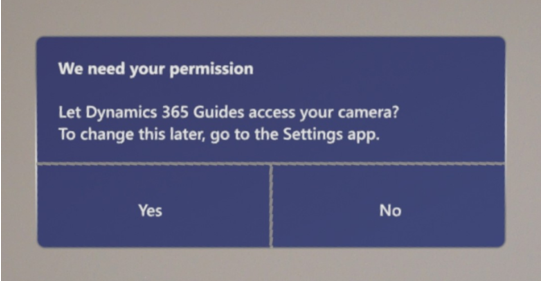 We need your permission
Let Dynamics 365 Guides access your camera?
To change this later, go to the Settings app.
Yes
No